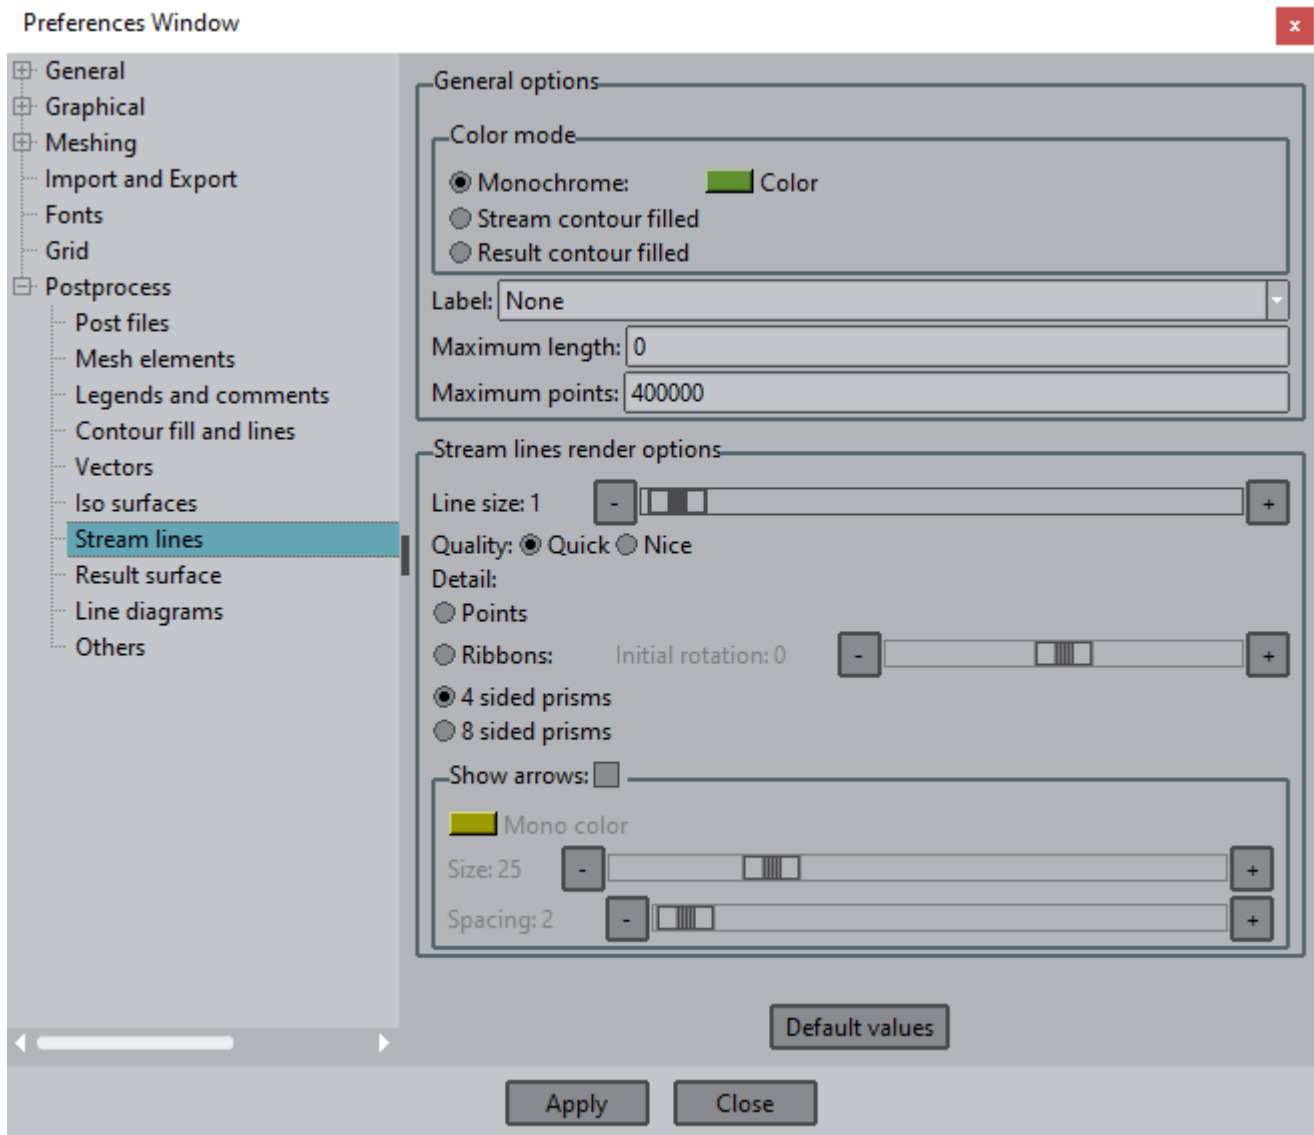 Preferences Window
x
General
Graphical
Meshing
Import and Export
Fonts
Grid
Postprocess
Post files
Mesh elements
Legends and comments
Contour fill and lines
Vectors
Iso surfaces
Stream lines
Result surface
Line diagrams
Others
General options
Color mode
Monochrome: Color
Stream contour filled
Result contour filled
Label: None
Maximum length: 0
Maximum points: 400000
Stream lines render options
Line size: 1 - +
Quality: Quick Nice
Detail:
Points
Ribbons: Initial rotation: 0 - +
4 sided prisms
8 sided prisms
Show arrows:
Mono color
Size: 25 - +
Spacing: 2 - +
Default values
Apply Close